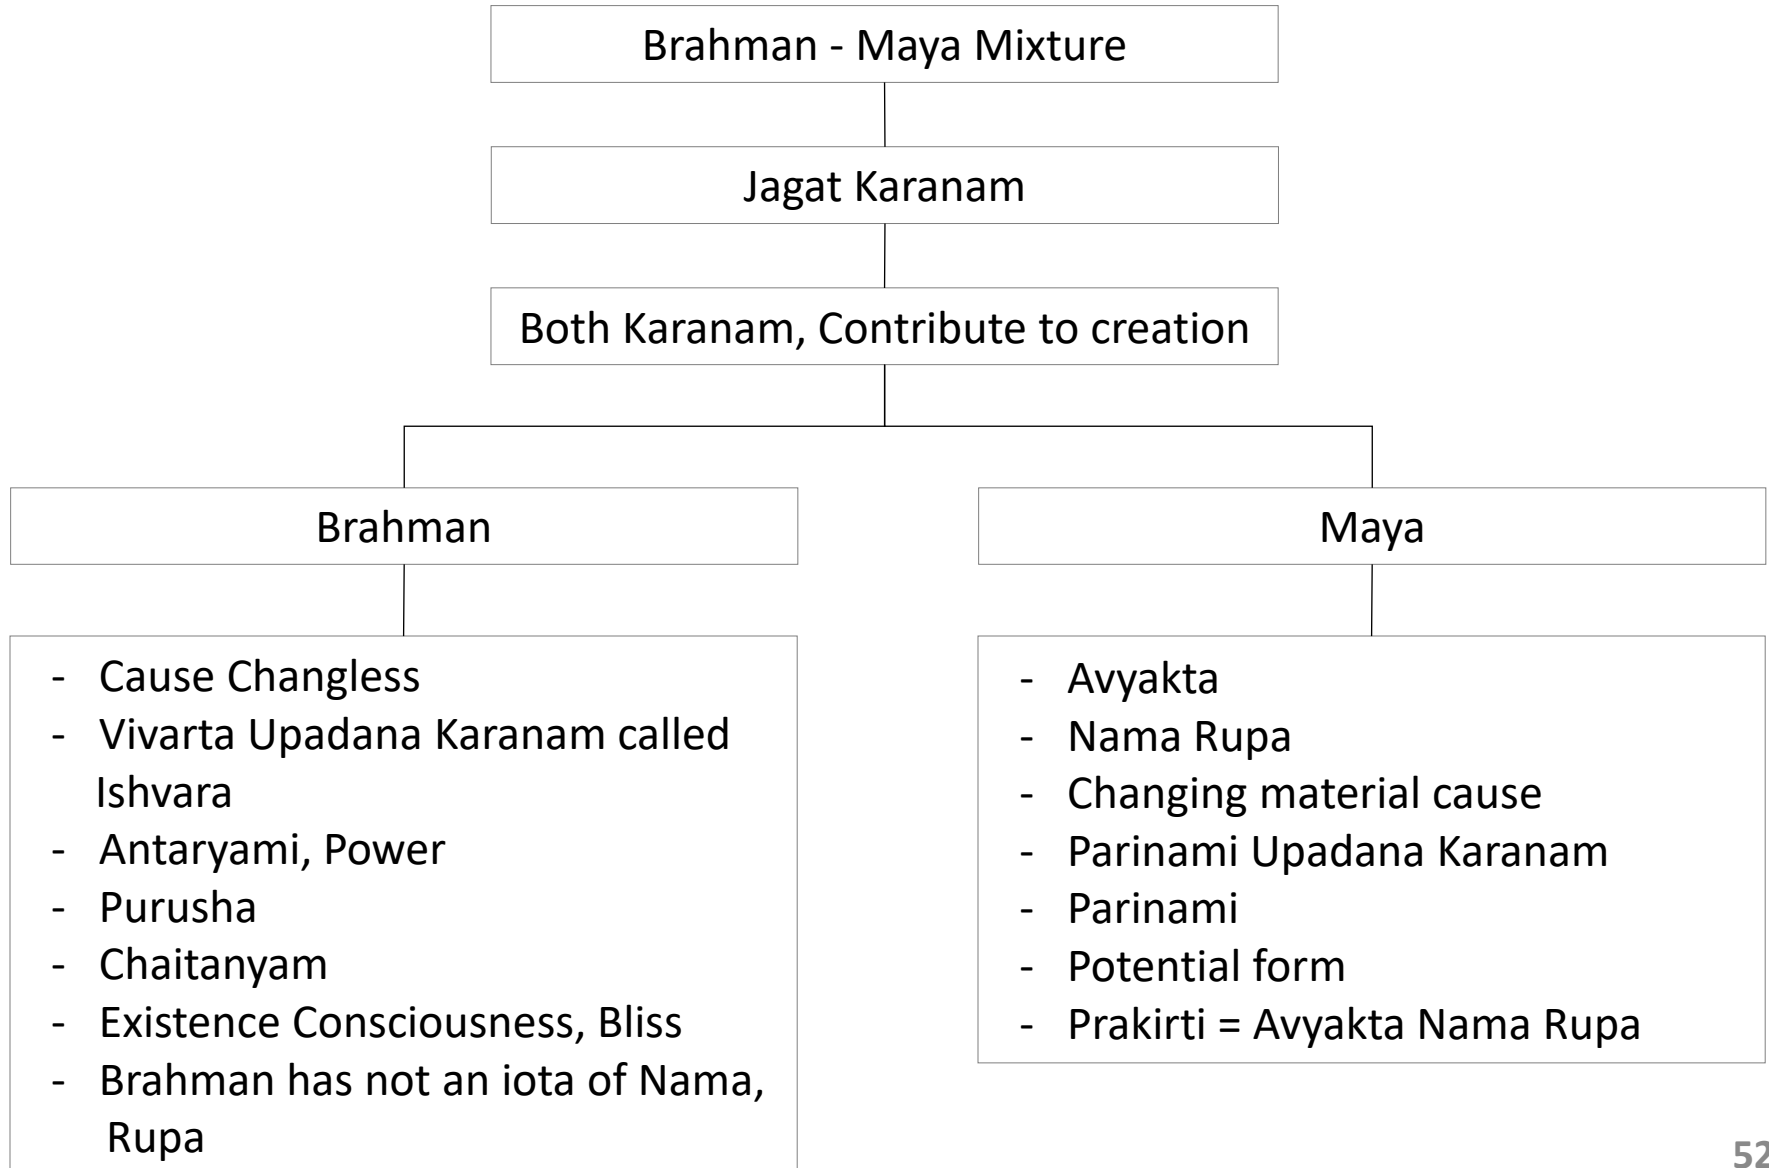 Brahman - Maya Mixture
Jagat Karanam
Both Karanam, Contribute to creation
Brahman
- Cause Changless
- Vivarta Upadana Karanam called
Ishvara
- Antaryami, Power
- Purusha
- Chaitanyam
- Existence Consciousness, Bliss
- Brahman has not an iota of Nama,
Rupa
Maya
- Avyakta
- Nama Rupa
- Changing material cause
- Parinami Upadana Karanam
- Parinami
- Potential form
- Prakirti = Avyakta Nama Rupa
52